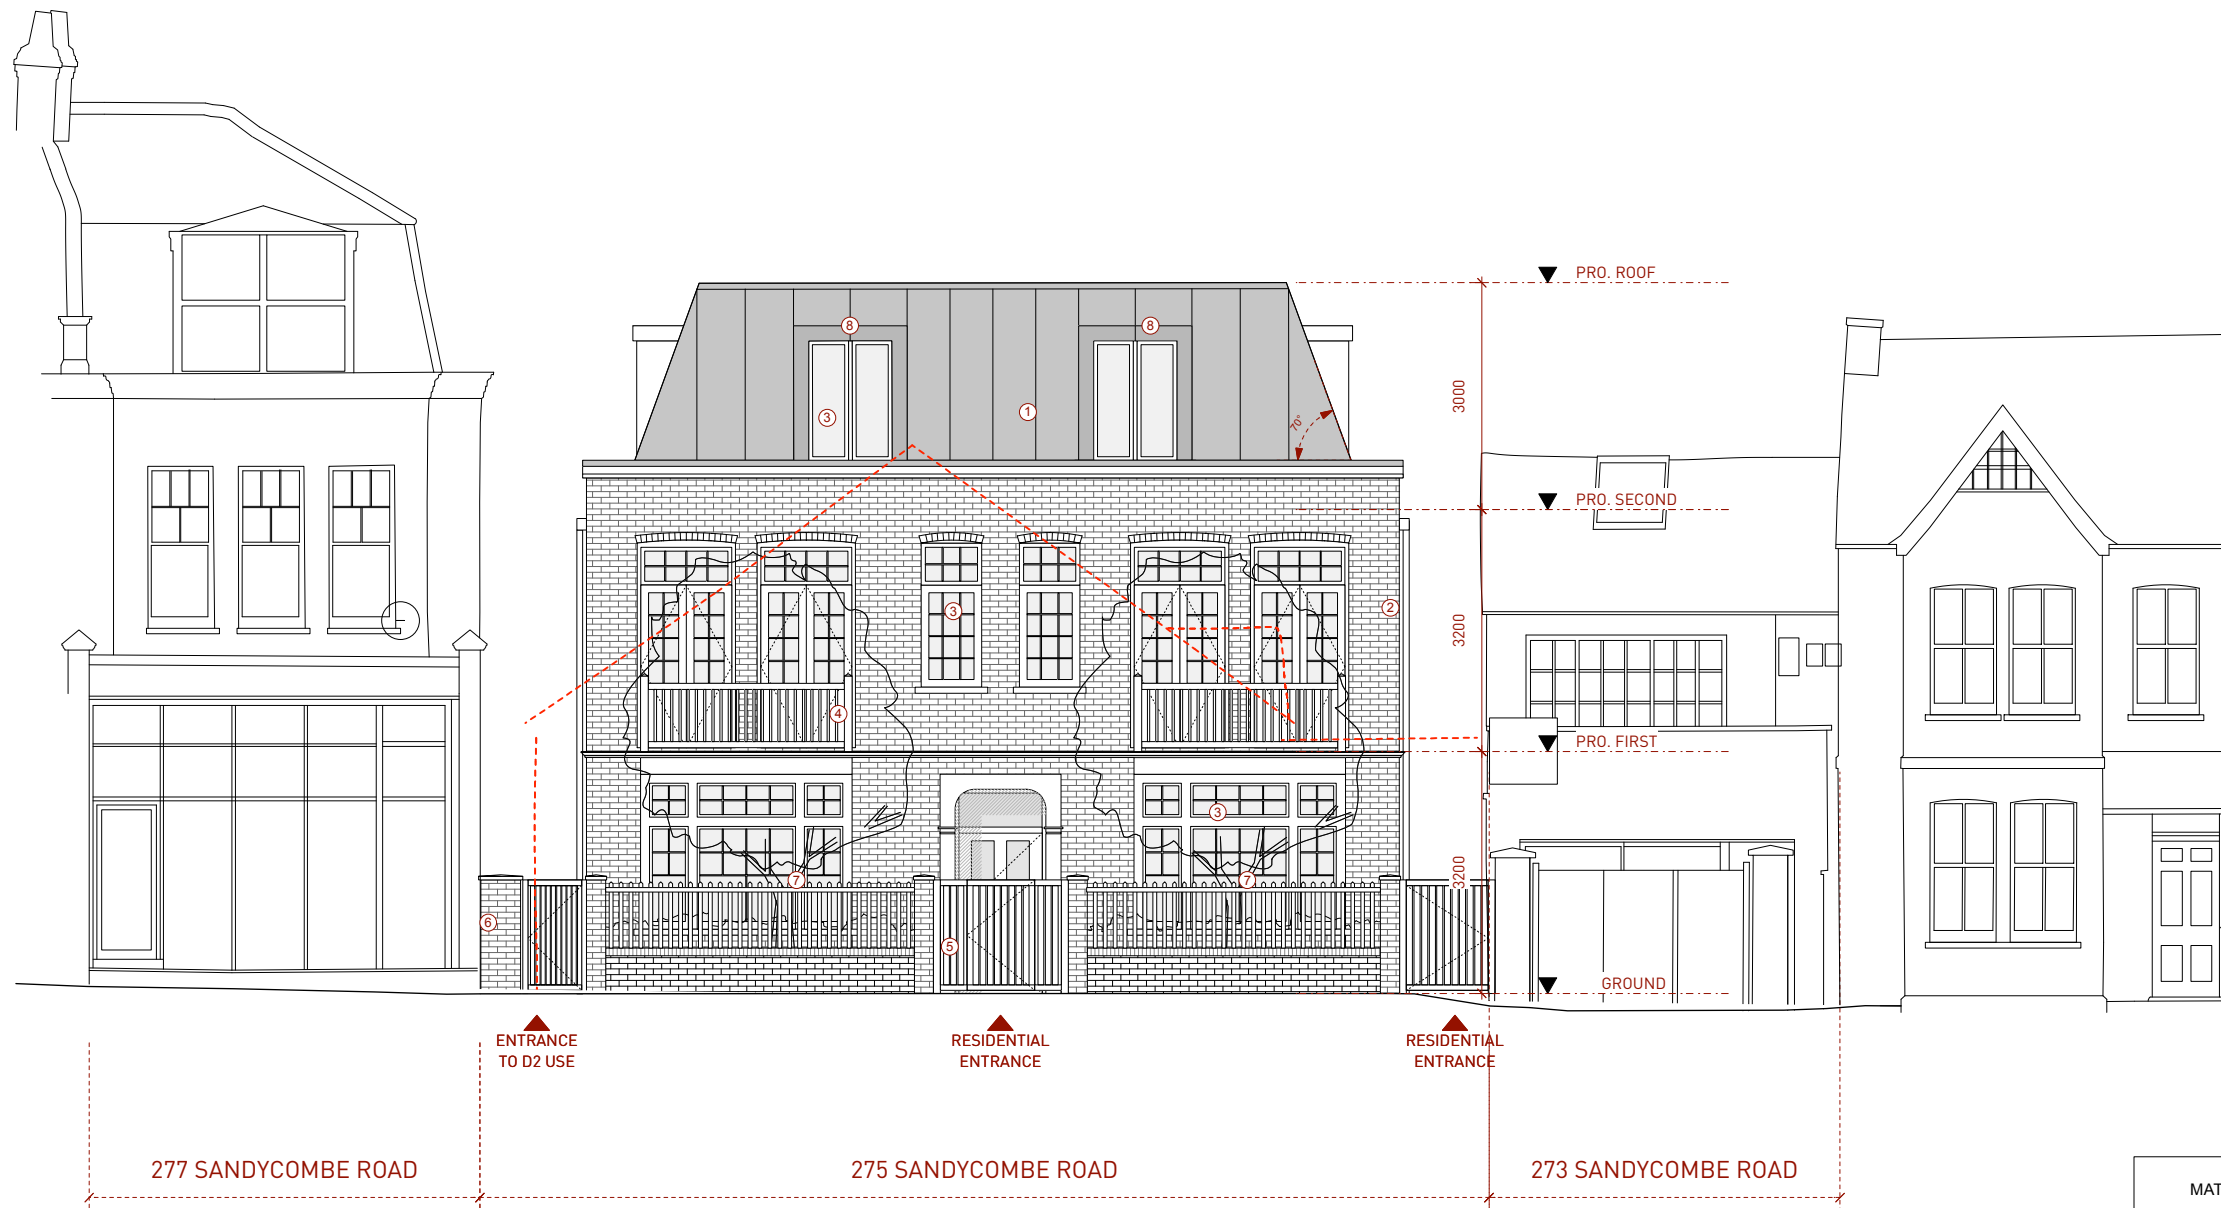 PRO. ROOF
8
8
3000
3
1
70°
PRO. SECOND
3
2
3200
4
PRO. FIRST
3
3200
7
7
6
5
GROUND
ENTRANCE
TO D2 USE
RESIDENTIAL
ENTRANCE
RESIDENTIAL
ENTRANCE
277 SANDYCOMBE ROAD
275 SANDYCOMBE ROAD
273 SANDYCOMBE ROAD
MAT